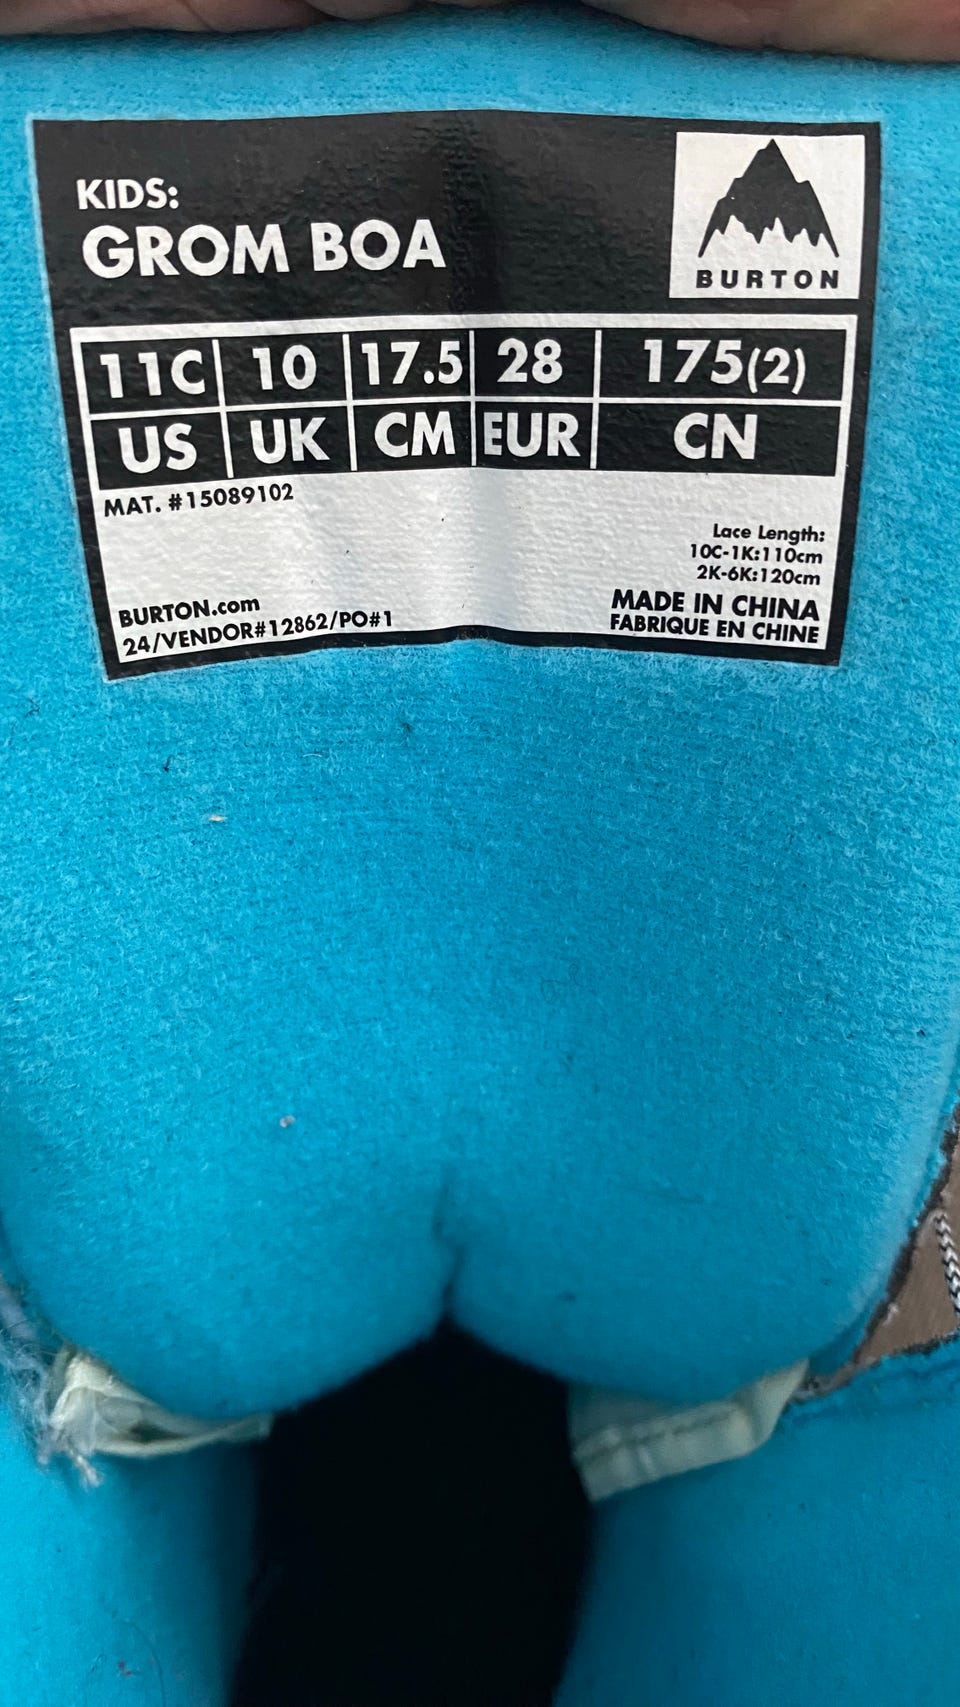 KIDS:
GROM BOA
BURTON
11C 10 17.5 28 175(2)
US UK CM EUR CN
MAT. #15089102
Lace Length:
10C-1K:110cm
2K-6K:120cm
BURTON.com
24/VENDOR#12862/PO#1
MADE IN CHINA
FABRIQUE EN CHINE